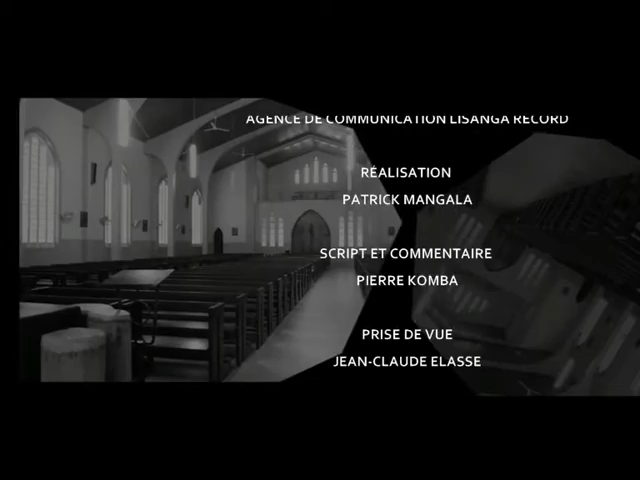 AGENCE DE COMMUNICATION LISANGA RECORD
RÉALISATION
PATRICK MANGALA
SCRIPT ET COMMENTAIRE
PIERRE KOMBA
PRISE DE VUE
JEAN-CLAUDE ELASSE